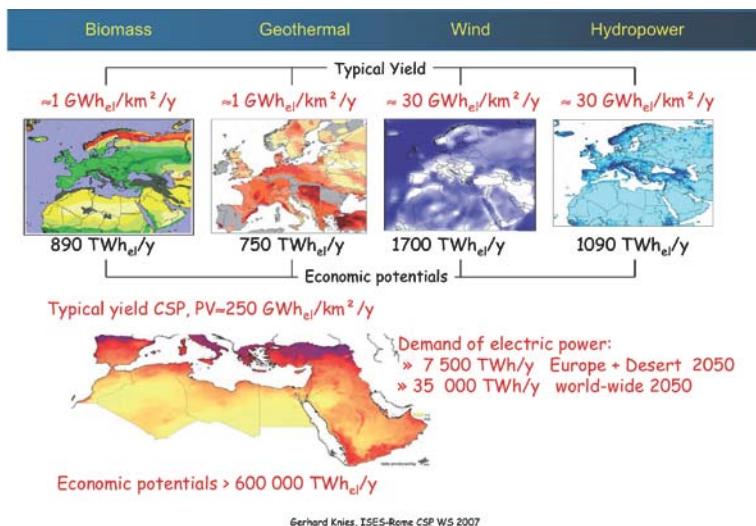 Biomass Geothermal Wind Hydropower
Typical Yield
≈1 GWhel/km²/y ≈1 GWhel/km²/y ≈ 30 GWhel/km²/y ≈ 30 GWhel/km²/y
890 TWhel/y 750 TWhel/y 1700 TWhel/y 1090 TWhel/y
Economic potentials
Typical yield CSP, PV≈250 GWhel/km²/y
Demand of electric power:
» 7 500 TWh/y Europe + Desert 2050
» 35 000 TWh/y world-wide 2050
Economic potentials > 600 000 TWhel/y
Gerhard Knies, ISES-Rome CSP WS 2007